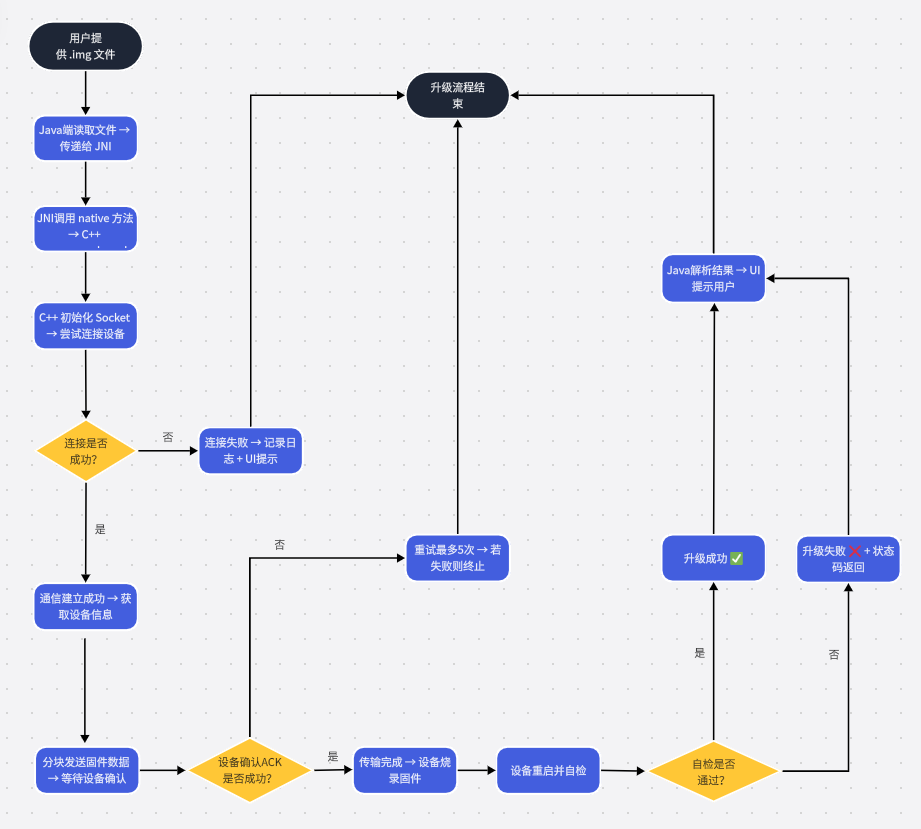 用户提
供 .img 文件
Java端读取文件 →
传递给 JNI
JNI调用 native 方法
→ C++
C++ 初始化 Socket
→ 尝试连接设备
连接是否
成功？
否
连接失败 → 记录日
志 + UI提示
升级流程结
束
是
通信建立成功 → 获
取设备信息
分块发送固件数据
→ 等待设备确认
设备确认ACK
是否成功？
否
重试最多5次 → 若
失败则终止
是
传输完成 → 设备烧
录固件
设备重启并自检
自检是否
通过？
是
升级成功 ✅
否
升级失败 ❌ + 状态
码返回
Java解析结果 → UI
提示用户